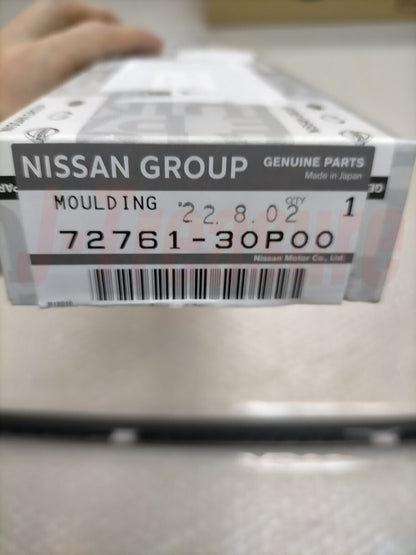 NISSAN GROUP GENUINE PARTS
Made in Japan
MOULDING '22.8.02 QTY 1
72761-30P00
Nissan Motor Co., Ltd